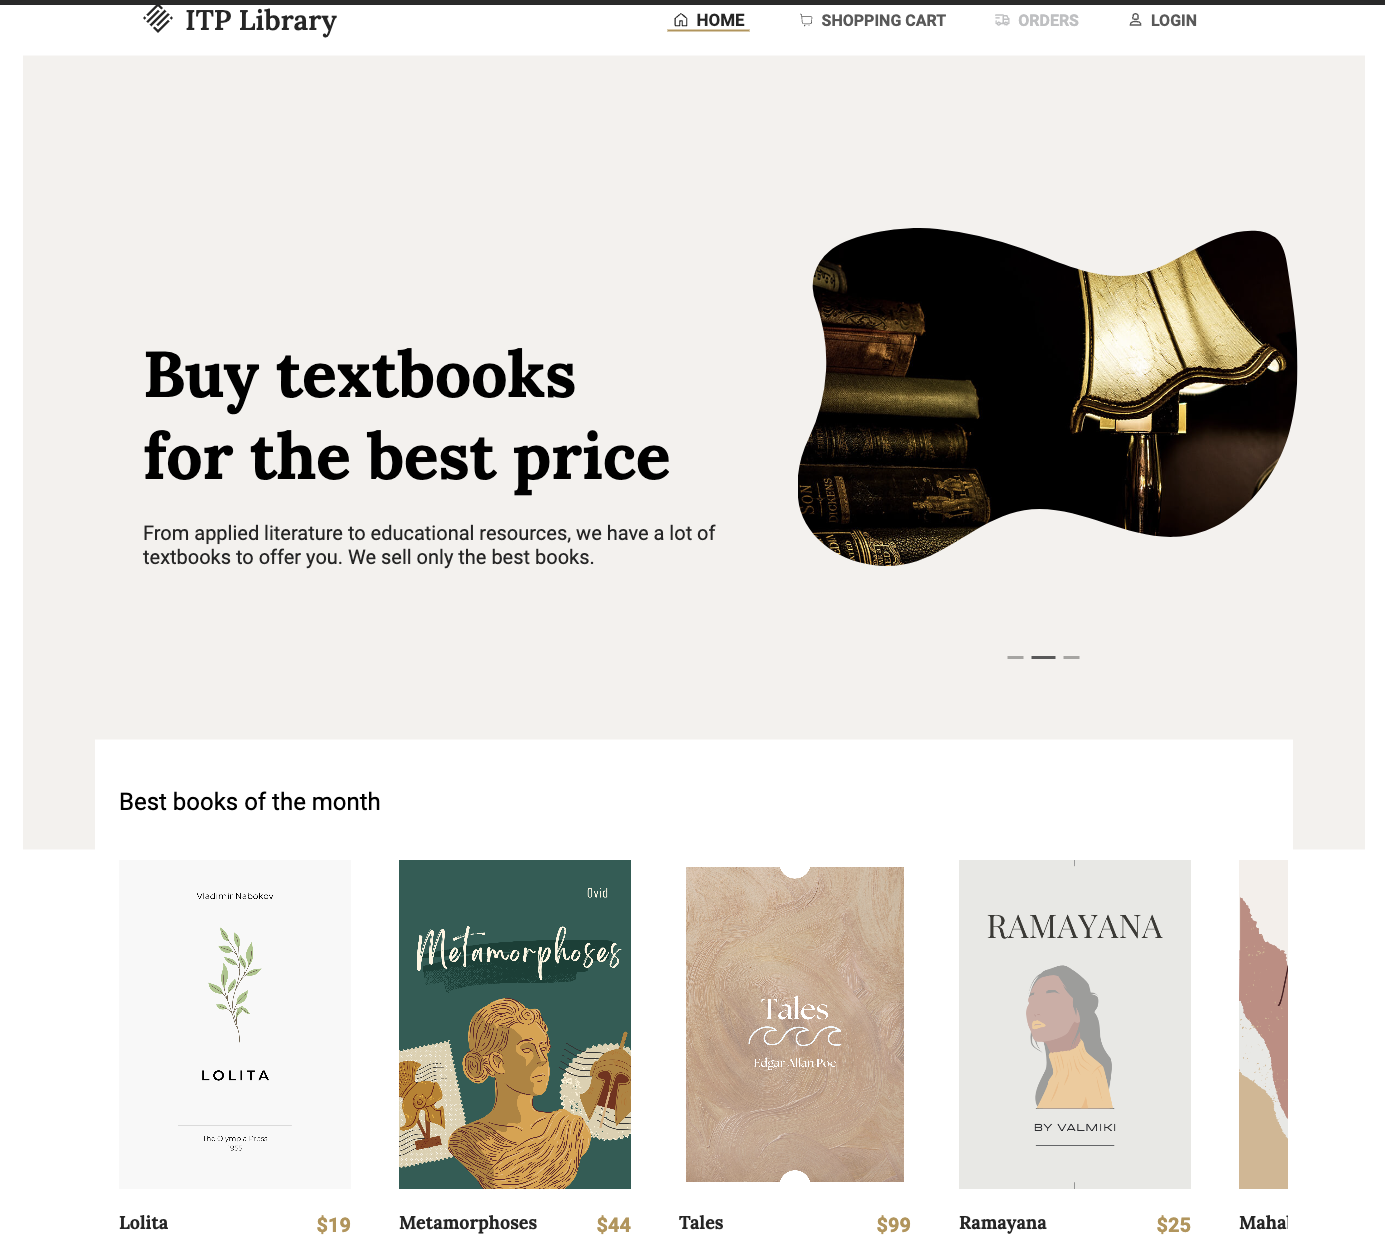 ITP Library
HOME
SHOPPING CART
ORDERS
LOGIN
Buy textbooks
for the best price
From applied literature to educational resources, we have a lot of
textbooks to offer you. We sell only the best books.
SON
DICKENS
Best books of the month
Vladimir Nabokov
LOLITA
The Olympia Press
1955
Ovid
Metamorphoses
Tales
Edgar Allan Poe
RAMAYANA
BY VALMIKI
Lolita
$19
Metamorphoses
$44
Tales
$99
Ramayana
$25
Maha